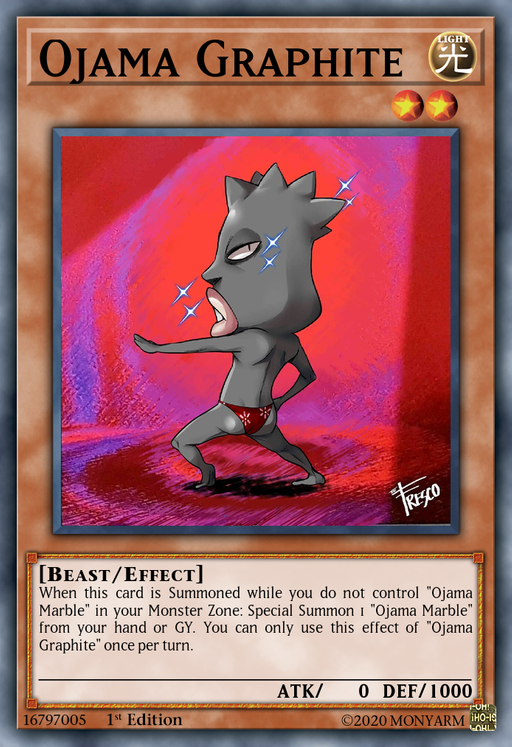 OJAMA GRAPHITE
LIGHT
光
FRESCO
[BEAST/EFFECT]
When this card is Summoned while you do not control "Ojama
Marble" in your Monster Zone: Special Summon 1 "Ojama Marble"
from your hand or GY. You can only use this effect of "Ojama
Graphite" once per turn.
ATK/ 0 DEF/1000
16797005 1st Edition ©2020 MONYARM